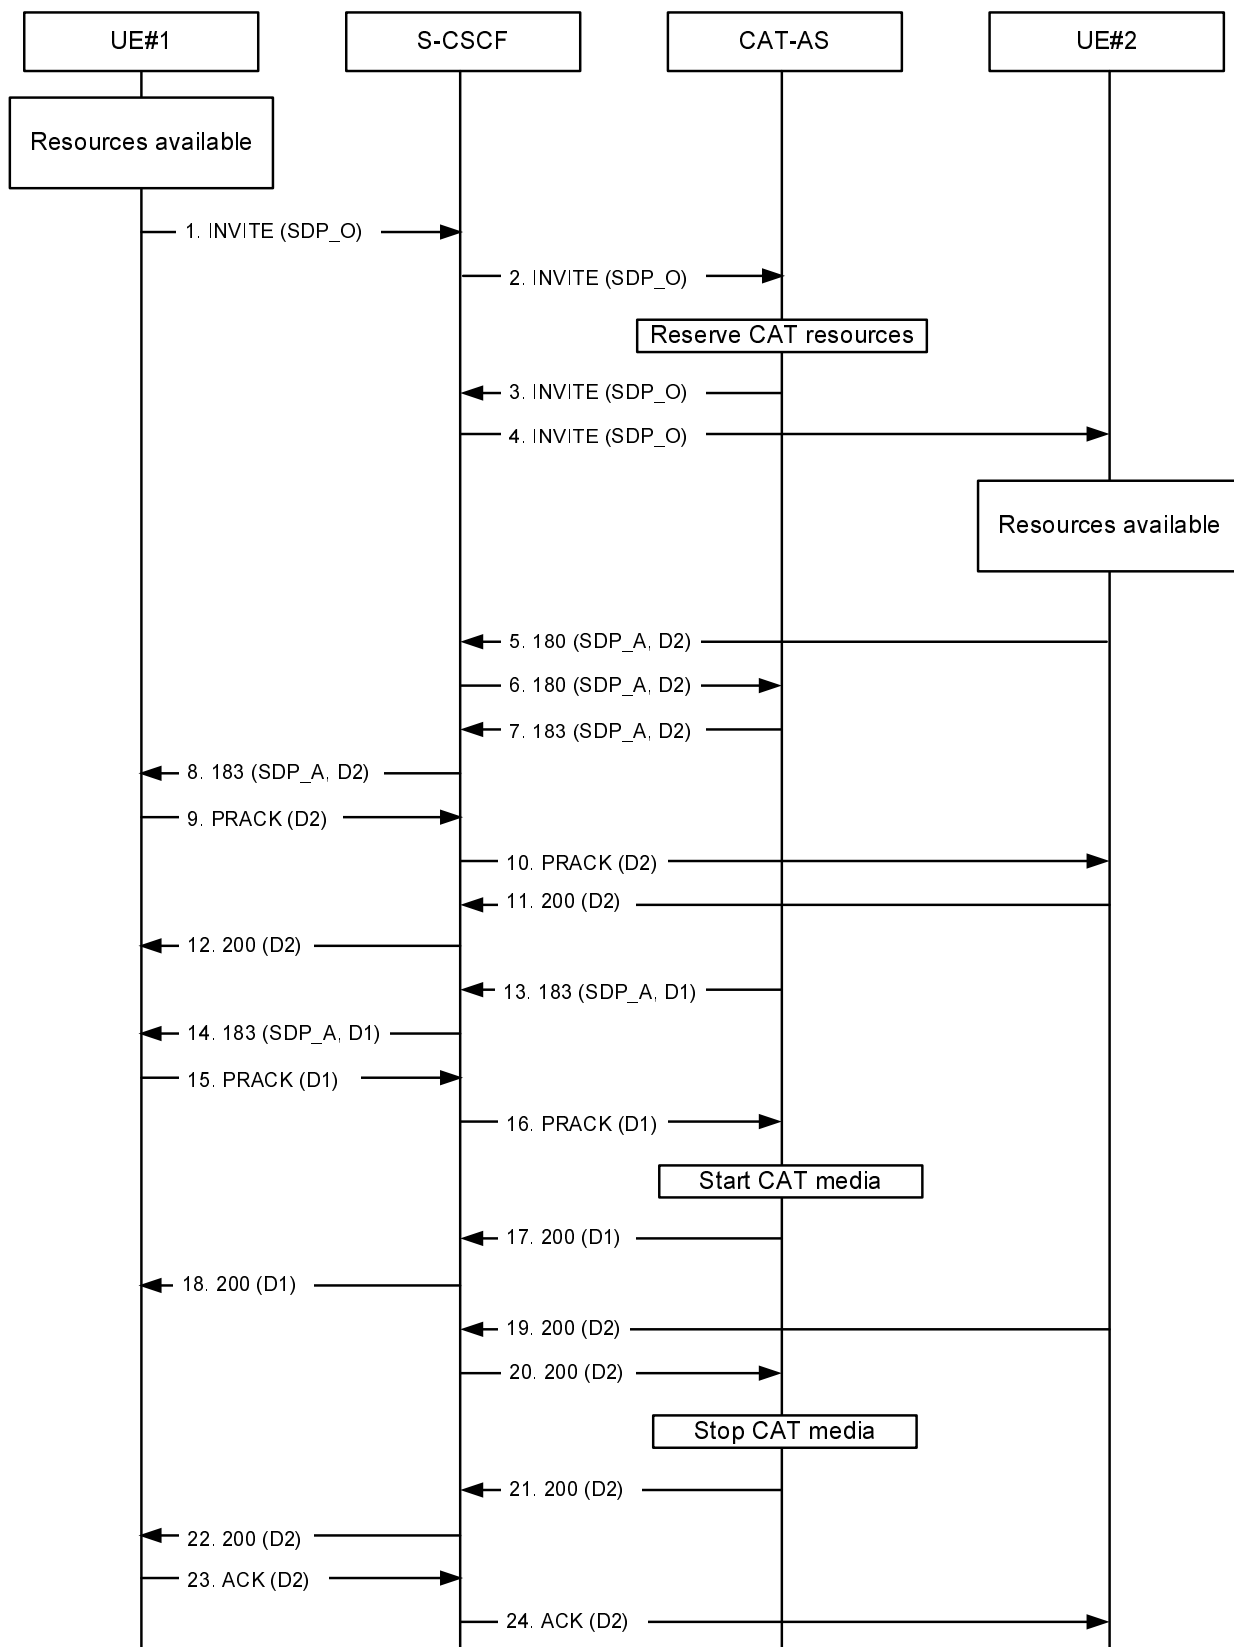 UE#1
S-CSCF
CAT-AS
UE#2
Resources available
1. INVITE (SDP_O)
2. INVITE (SDP_O)
Reserve CAT resources
3. INVITE (SDP_O)
4. INVITE (SDP_O)
Resources available
5. 180 (SDP_A, D2)
6. 180 (SDP_A, D2)
7. 183 (SDP_A, D2)
8. 183 (SDP_A, D2)
9. PRACK (D2)
10. PRACK (D2)
11. 200 (D2)
12. 200 (D2)
13. 183 (SDP_A, D1)
14. 183 (SDP_A, D1)
15. PRACK (D1)
16. PRACK (D1)
Start CAT media
17. 200 (D1)
18. 200 (D1)
19. 200 (D2)
20. 200 (D2)
Stop CAT media
21. 200 (D2)
22. 200 (D2)
23. ACK (D2)
24. ACK (D2)